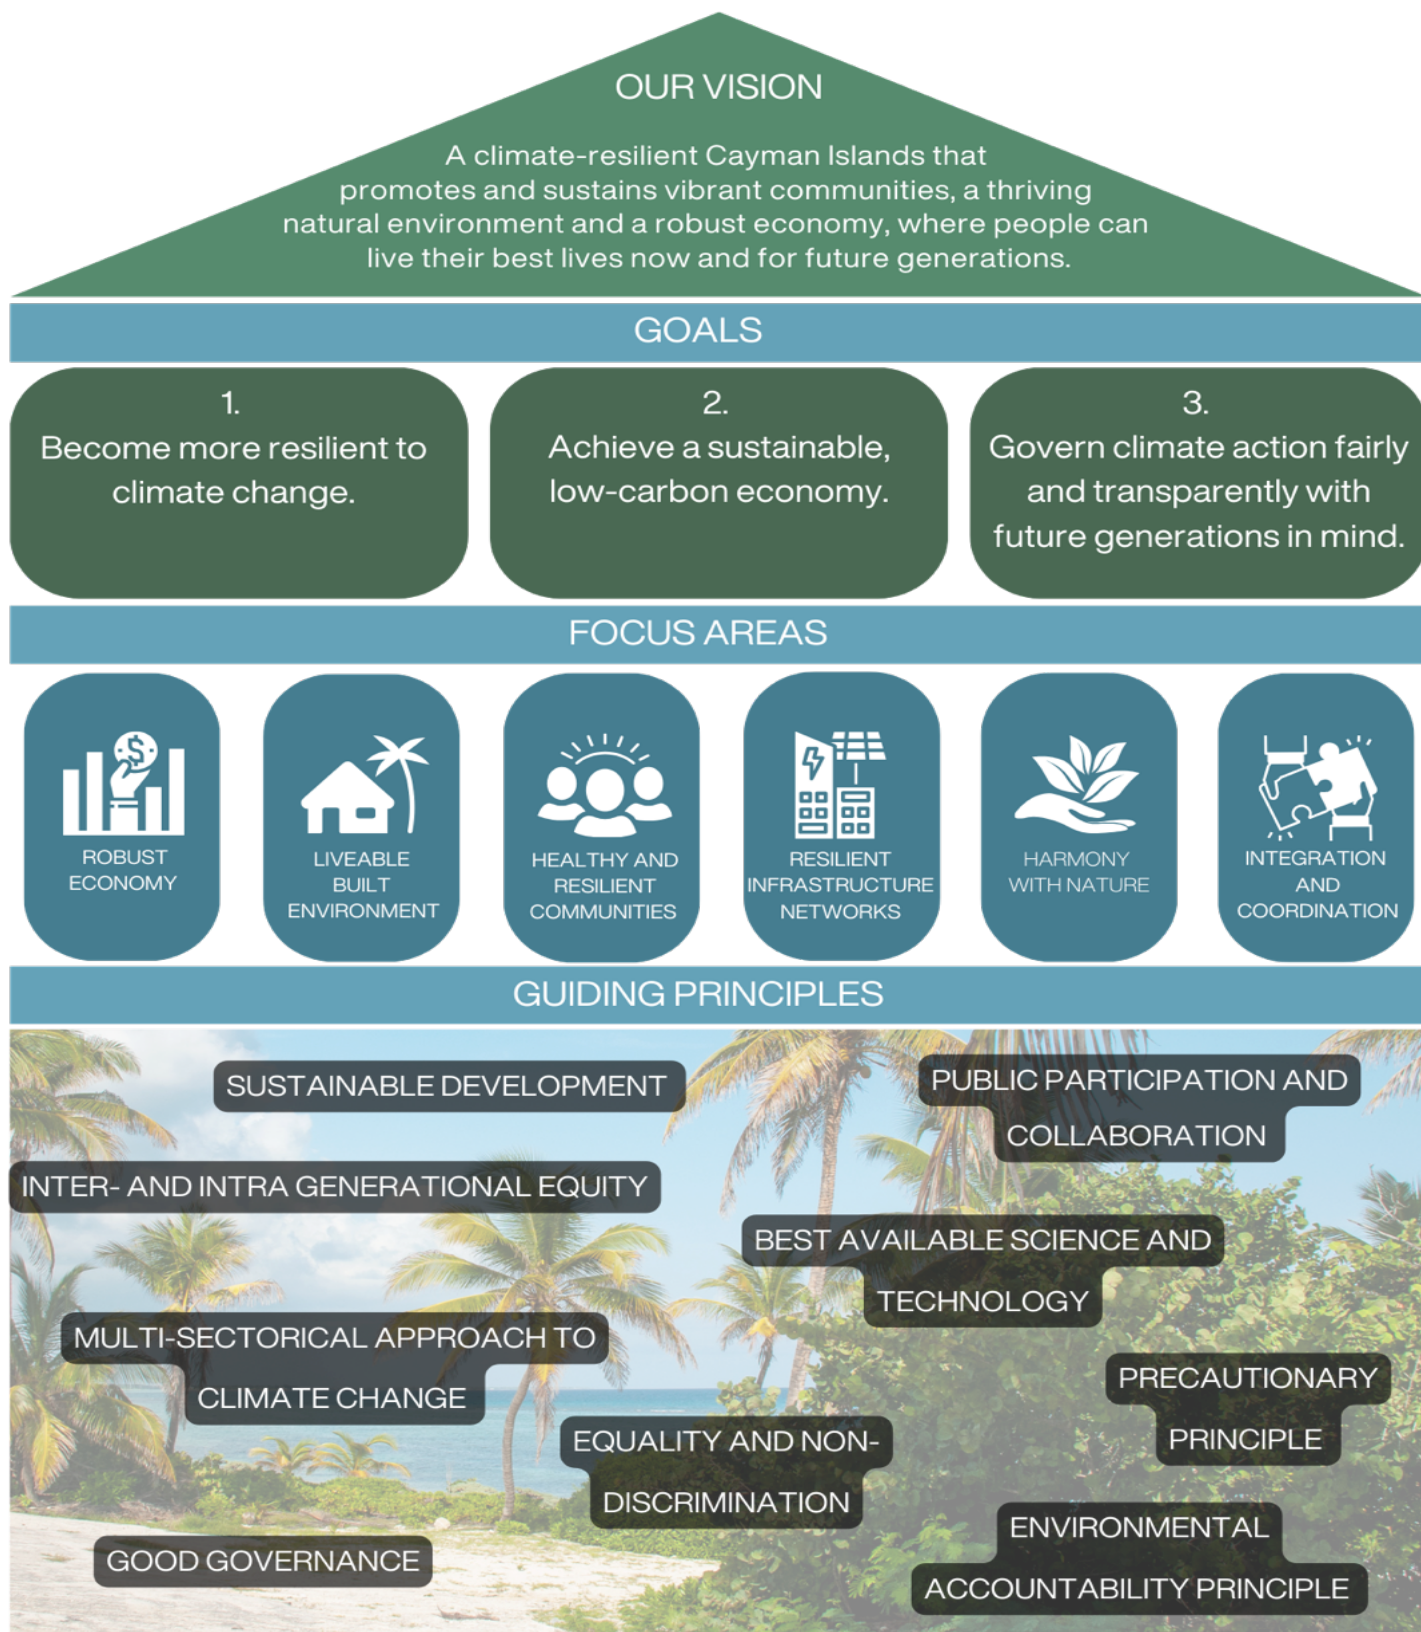 OUR VISION
A climate-resilient Cayman Islands that
promotes and sustains vibrant communities, a thriving
natural environment and a robust economy, where people can
live their best lives now and for future generations.
GOALS
1.
Become more resilient to
climate change.
2.
Achieve a sustainable,
low-carbon economy.
3.
Govern climate action fairly
and transparently with
future generations in mind.
FOCUS AREAS
$
ROBUST
ECONOMY
LIVEABLE
BUILT
ENVIRONMENT
HEALTHY AND
RESILIENT
COMMUNITIES
RESILIENT
INFRASTRUCTURE
NETWORKS
HARMONY
WITH NATURE
INTEGRATION
AND
COORDINATION
GUIDING PRINCIPLES
SUSTAINABLE DEVELOPMENT
PUBLIC PARTICIPATION AND
COLLABORATION
INTER- AND INTRA GENERATIONAL EQUITY
BEST AVAILABLE SCIENCE AND
TECHNOLOGY
MULTI-SECTORICAL APPROACH TO
CLIMATE CHANGE
PRECAUTIONARY
PRINCIPLE
EQUALITY AND NON-
DISCRIMINATION
ENVIRONMENTAL
ACCOUNTABILITY PRINCIPLE
GOOD GOVERNANCE